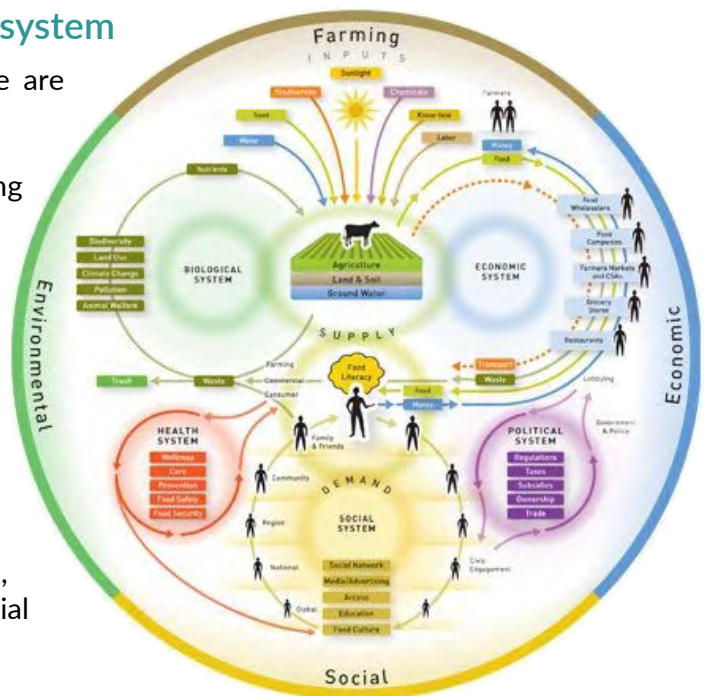 system
e are
ng
,
ial
Farming
INPUTS
Sunlight
Biodiversity
Chemicals
Seed
Know-how
Water
Labor
Farmers
Money
Food
Nutrients
Food
Wholesalers
Food
Companies
Farmers Markets
and CSAs
Grocery
Stores
Restaurants
Biodiversity
Land Use
Climate Change
Pollution
Animal Welfare
BIOLOGICAL
SYSTEM
Agriculture
Land & Soil
Ground Water
ECONOMIC
SYSTEM
Environmental
Economic
SUPPLY
Farming
Commercial
Consumer
Trash
Waste
Food
Literacy
Transport
Waste
Food
Money
Lobbying
Government
& Policy
HEALTH
SYSTEM
Wellness
Care
Prevention
Food Safety
Food Security
Family
& Friends
Community
Region
National
Global
DEMAND
SOCIAL
SYSTEM
Social Network
Media/Advertising
Access
Education
Food Culture
POLITICAL
SYSTEM
Regulations
Taxes
Subsidies
Ownership
Trade
Civic
Engagement
Social